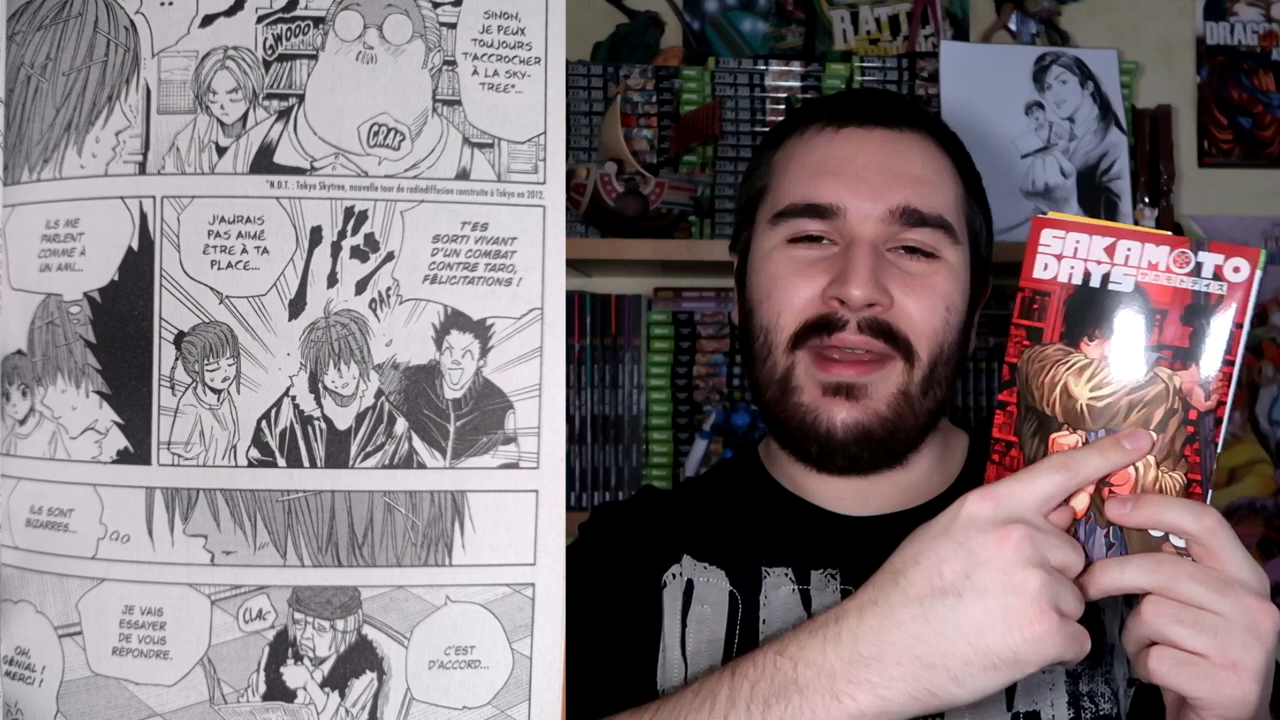 GWOOO
SINON,
JE PEUX
TOUJOURS
T'ACCROCHER
À LA SKY-
TREE*...
GRAK
*N.D.T. : Tokyo Skytree, nouvelle tour de radiodiffusion construite à Tokyo en 2012.
ILS ME
PARLENT
COMME À
UN AMI...
J'AURAIS
PAS AIMÉ
ÊTRE À TA
PLACE...
PAF
T'ES
SORTI VIVANT
D'UN COMBAT
CONTRE TARO,
FÉLICITATIONS !
ILS SONT
BIZARRES...
OH,
GÉNIAL !
MERCI !
JE VAIS
ESSAYER
DE VOUS
RÉPONDRE.
CLAC
C'EST
D'ACCORD...
SAKAMOTO
DAYS
サカモトデイズ
DRAGO